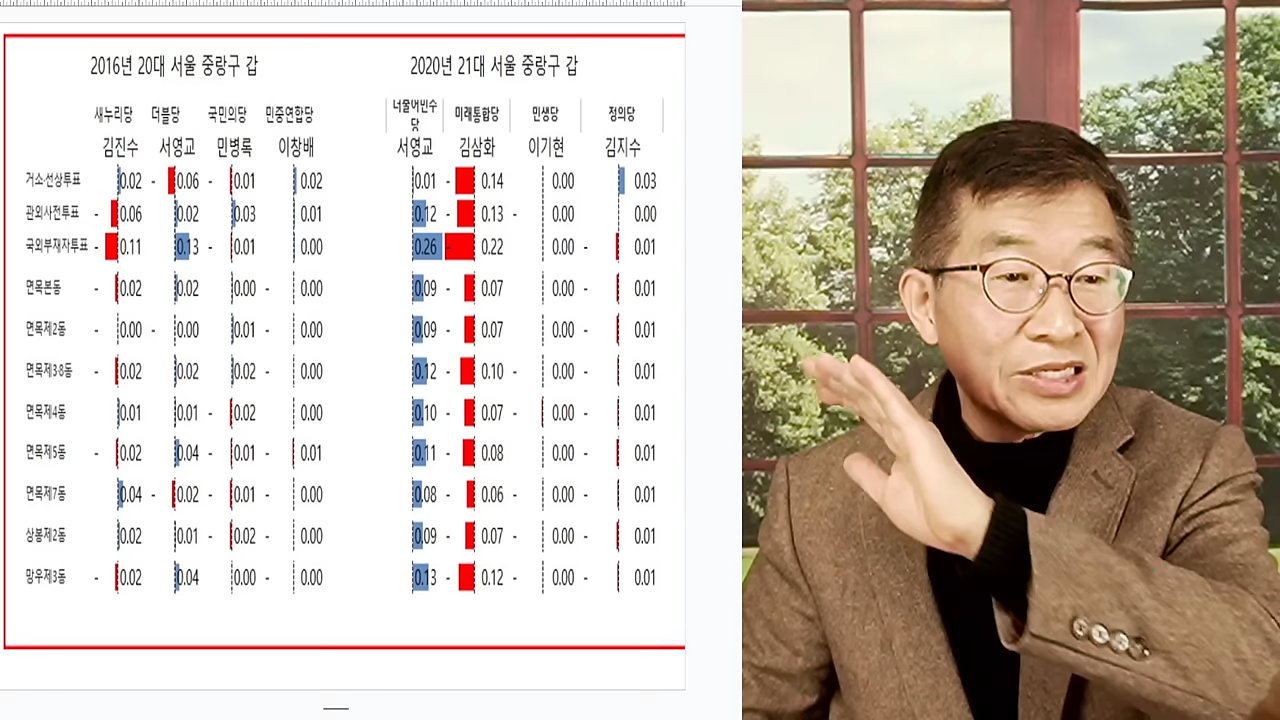 2016년 20대 서울 중랑구 갑 2020년 21대 서울 중랑구 갑
새누리당 더블당 국민의당 민중연합당 미래통합당 민생당 정의당
당
김진수 서영교 민병록 이창배 서영교 김삼화 이기현 김지수
거소·선상투표 0.02 - 0.06 - 0.01 0.02 0.01 - 0.14 0.00 0.03
관외사전투표 - 0.06 0.02 0.03 0.01 0.12 - 0.13 - 0.00 0.00
국외부재자투표 - 0.11 0.13 - 0.01 0.00 0.26 - 0.22 0.00 - 0.01
면목본동 - 0.02 0.02 0.00 - 0.00 0.09 - 0.07 0.00 - 0.01
면목제2동 - 0.00 - 0.00 0.01 - 0.00 0.09 - 0.07 0.00 - 0.01
면목제3·8동 - 0.02 0.02 0.02 - 0.00 0.12 - 0.10 0.00 - 0.01
면목제4동 0.01 0.01 - 0.02 0.00 0.10 - 0.07 - 0.00 - 0.01
면목제5동 - 0.02 0.04 - 0.01 - 0.01 0.11 - 0.08 0.00 - 0.01
면목제7동 0.04 - 0.02 - 0.01 - 0.00 0.08 - 0.06 - 0.00 - 0.01
상봉제2동 0.02 0.01 - 0.02 - 0.00 0.09 - 0.07 - 0.00 - 0.01
망우제3동 - 0.02 0.04 0.00 - 0.00 0.13 - 0.12 - 0.00 - 0.01